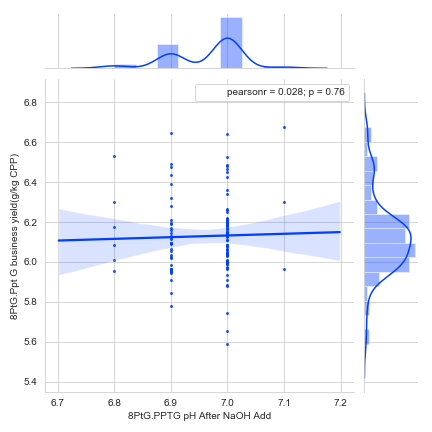 pearsonr = 0.028; p = 0.76
6.8
6.6
6.4
6.2
6.0
5.8
5.6
5.4
8PtG.Ppt G business yield(g/kg CPP)
6.7 6.8 6.9 7.0 7.1 7.2
8PtG.PPTG pH After NaOH Add